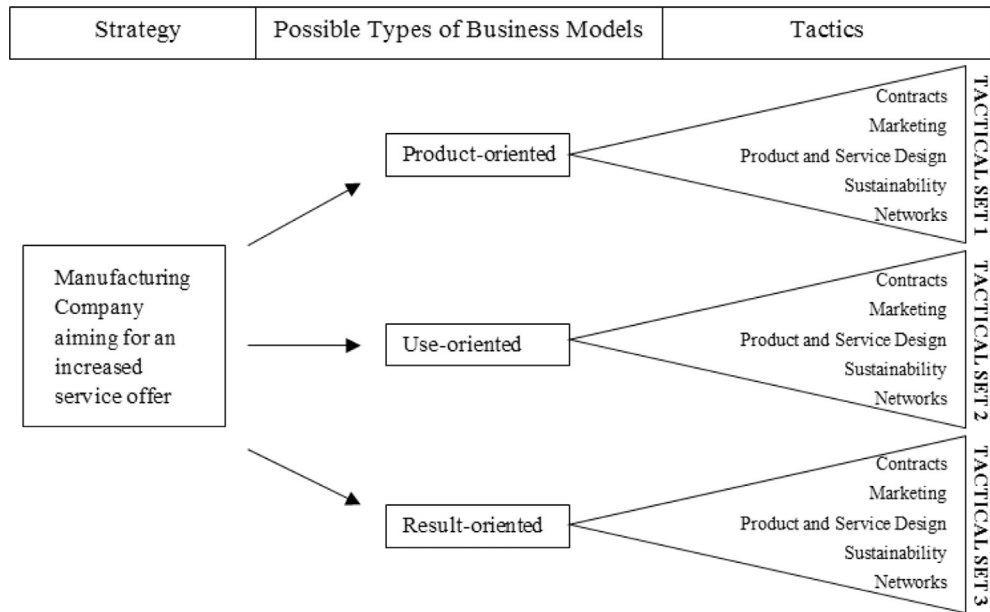 Strategy
Possible Types of Business Models
Tactics
Product-oriented
Contracts
Marketing
Product and Service Design
Sustainability
Networks
TACTICAL SET 1
Manufacturing
Company
aiming for an
increased
service offer
Use-oriented
Contracts
Marketing
Product and Service Design
Sustainability
Networks
TACTICAL SET 2
Result-oriented
Contracts
Marketing
Product and Service Design
Sustainability
Networks
TACTICAL SET 3